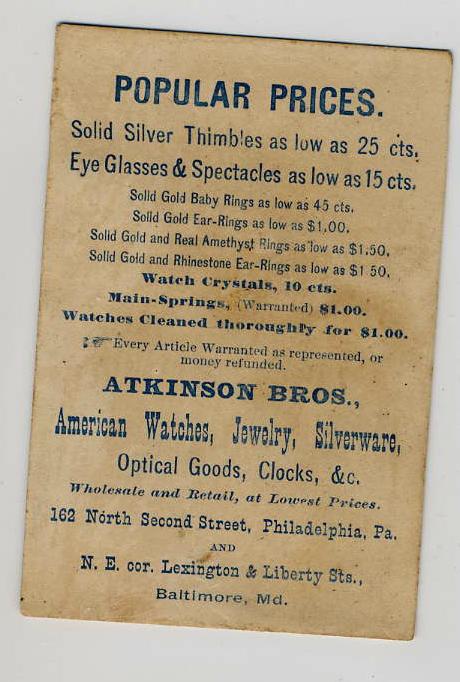 POPULAR PRICES.
Solid Silver Thimbles as low as 25 cts.
Eye Glasses & Spectacles as low as 15 cts.
Solid Gold Baby Rings as low as 45 cts.
Solid Gold Ear-Rings as low as $1.00.
Solid Gold and Real Amethyst Rings as low as $1.50.
Solid Gold and Rhinestone Ear-Rings as low as $1 50.
Watch Crystals, 10 cts.
Main-Springs, (Warranted) $1.00.
Watches Cleaned thoroughly for $1.00.
☞ Every Article Warranted as represented, or
money refunded.
ATKINSON BROS.,
American Watches, Jewelry, Silverware,
Optical Goods, Clocks, &c.
Wholesale and Retail, at Lowest Prices.
162 North Second Street, Philadelphia, Pa.
AND
N. E. cor. Lexington & Liberty Sts.,
Baltimore, Md.